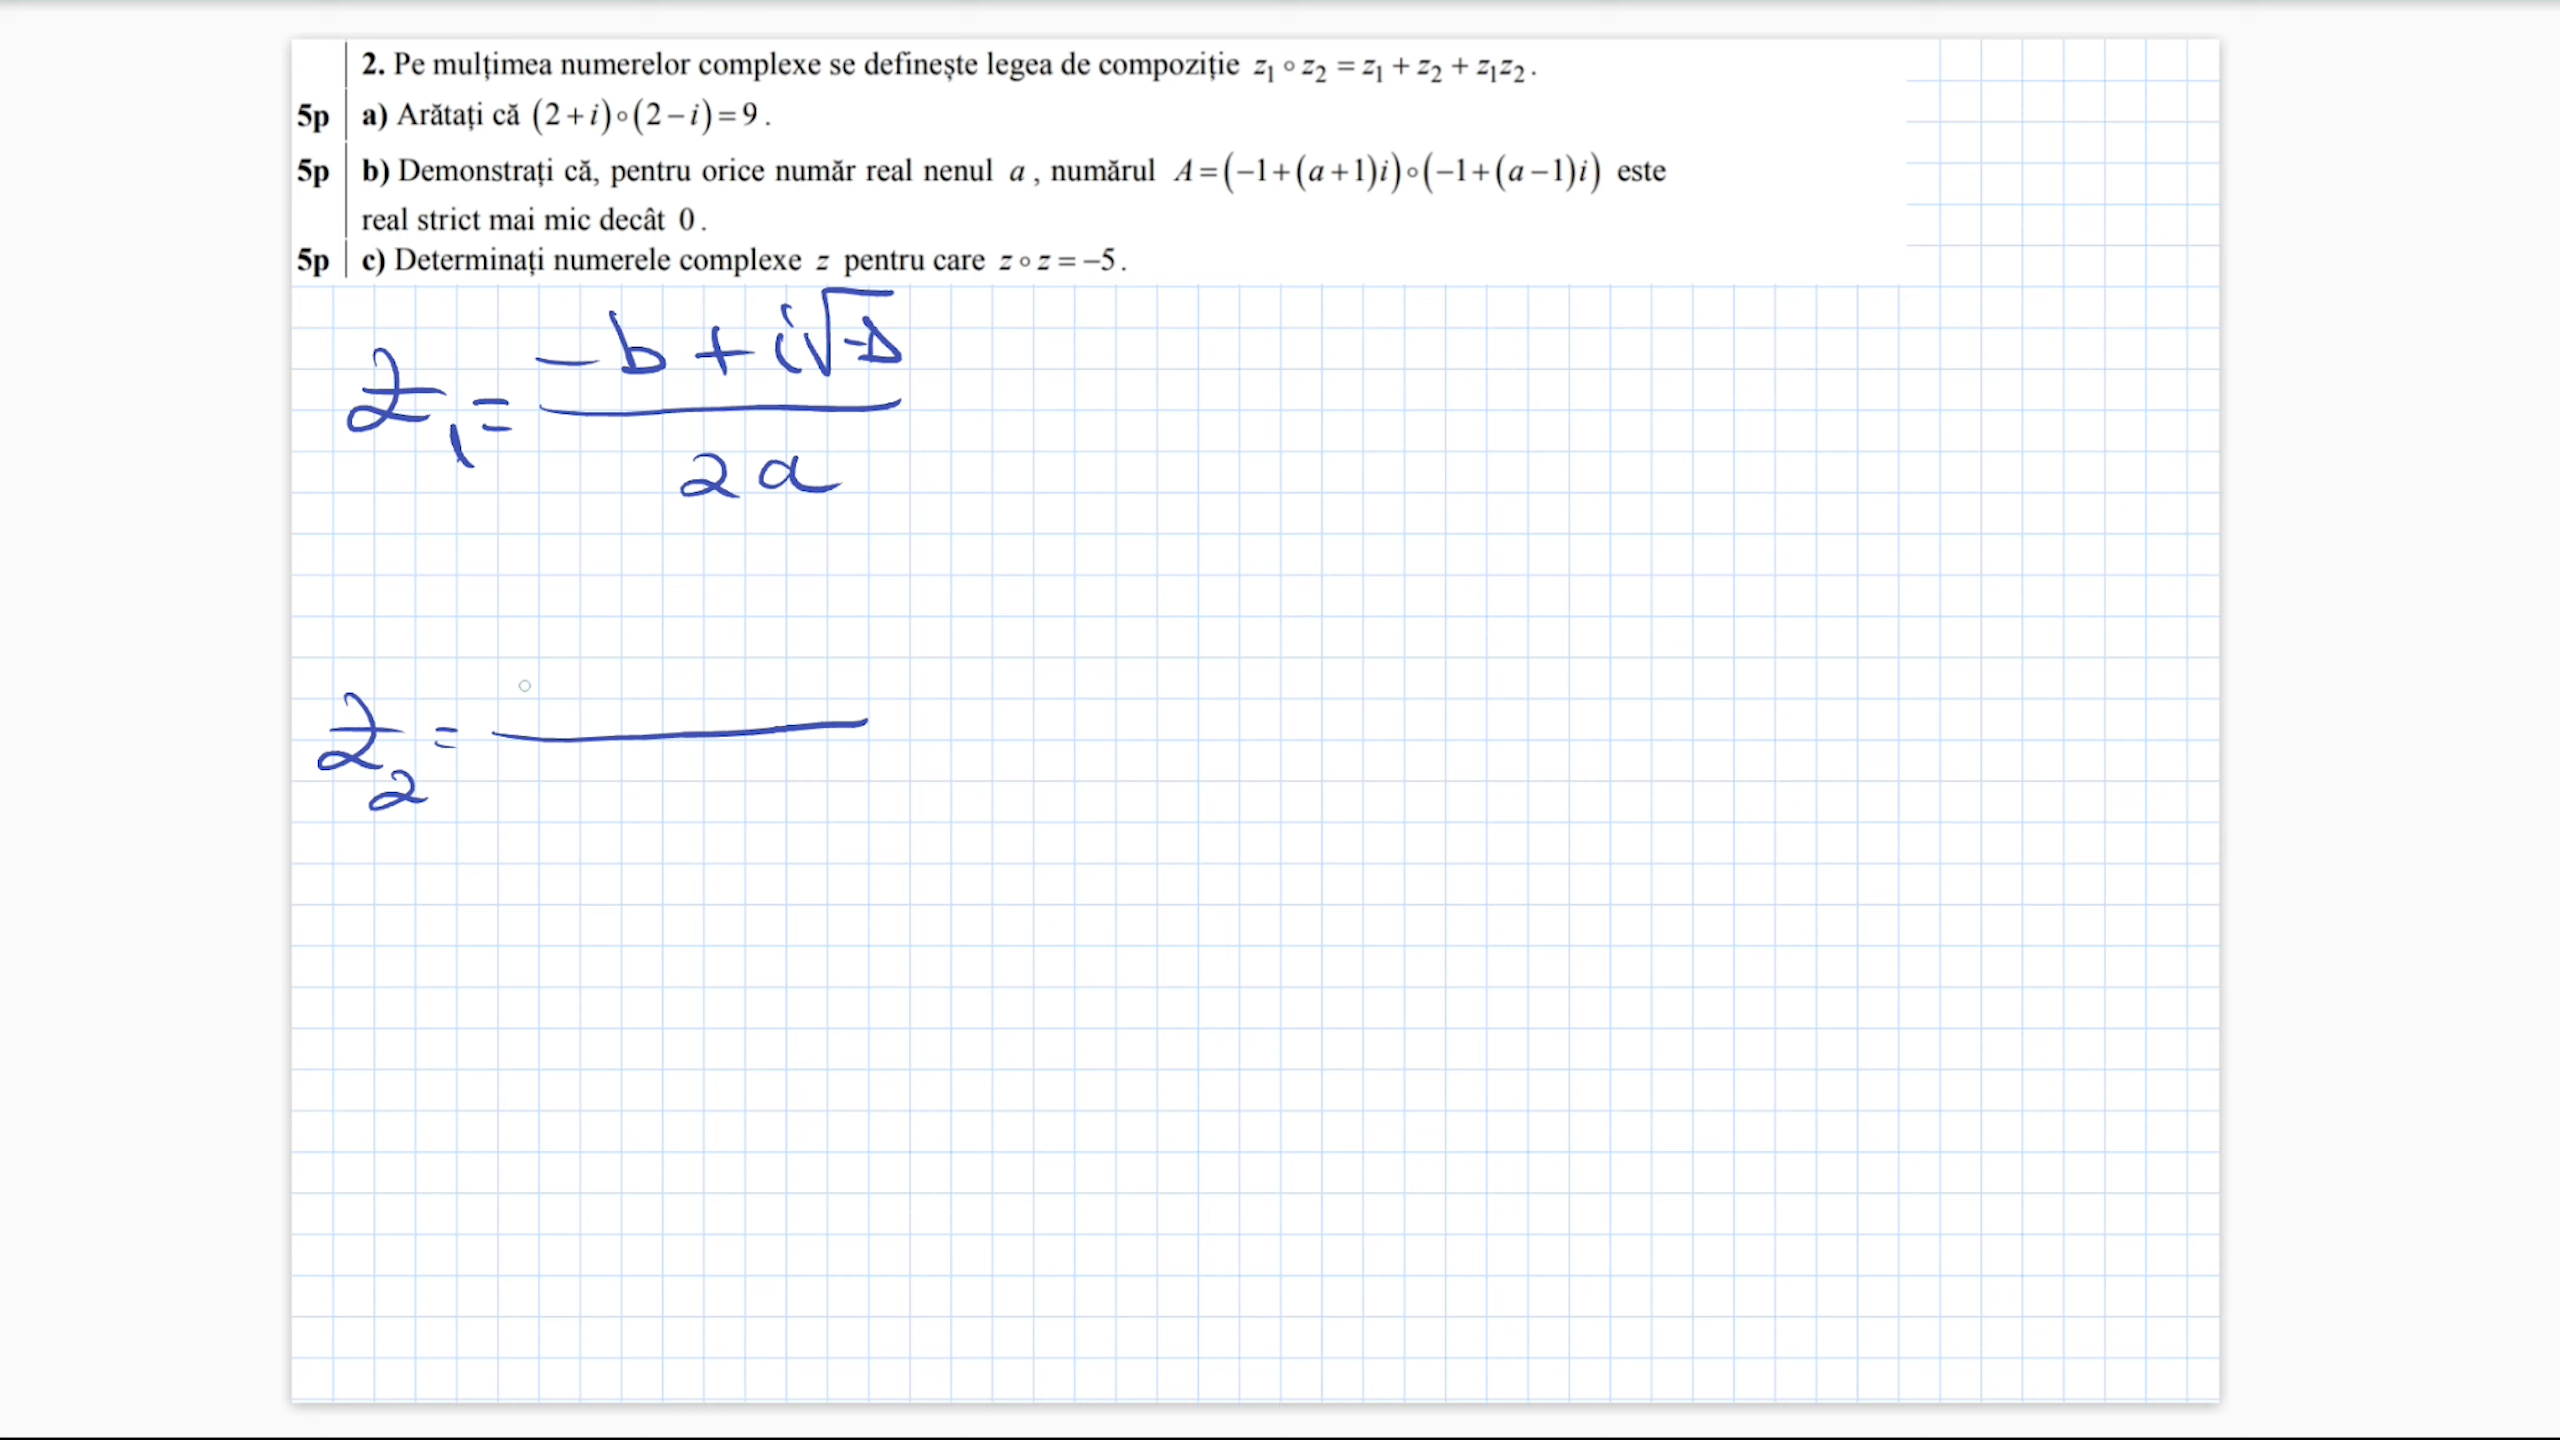 2. Pe mulțimea numerelor complexe se definește legea de compoziție z₁ ∘ z₂ = z₁ + z₂ + z₁z₂ .
5p a) Arătați că (2+i)∘(2−i)=9 .
5p b) Demonstrați că, pentru orice număr real nenul a , numărul A=(−1+(a+1)i)∘(−1+(a−1)i) este
real strict mai mic decât 0 .
5p c) Determinați numerele complexe z pentru care z∘z=−5 .
−b + i√−Δ
z₁ =
2a
z₂ =